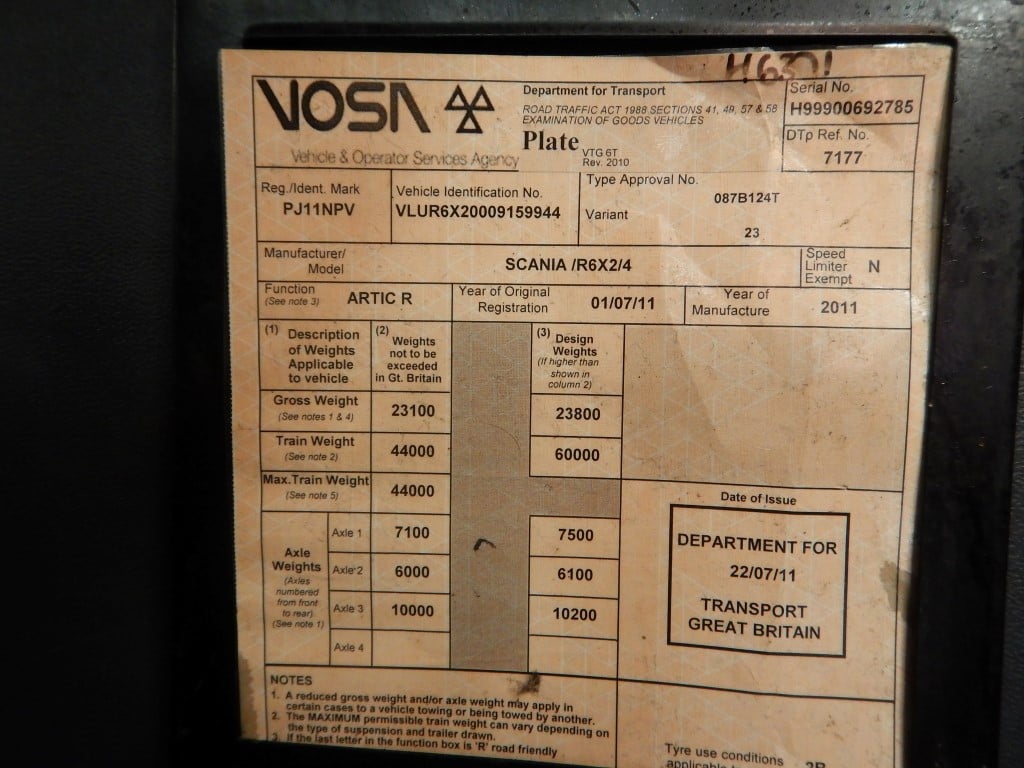 H6301
VOSA
Department for Transport
ROAD TRAFFIC ACT 1988 SECTIONS 41, 49, 57 & 58
EXAMINATION OF GOODS VEHICLES
Plate VTG 6T
Rev. 2010
Vehicle & Operator Services Agency
Serial No.
H99900692785
DTp Ref. No.
7177
Reg./Ident. Mark
PJ11NPV
Vehicle Identification No.
VLUR6X20009159944
Type Approval No.
087B124T
Variant
23
Manufacturer/
Model
SCANIA /R6X2/4
Speed
Limiter
Exempt
N
Function
(See note 3)
ARTIC R
Year of Original
Registration
01/07/11
Year of
Manufacture
2011
(1) Description
of Weights
Applicable
to vehicle
(2) Weights
not to be
exceeded
in Gt. Britain
(3) Design
Weights
(If higher than
shown in
column 2)
Gross Weight
(See notes 1 & 4)
23100
23800
Train Weight
(See note 2)
44000
60000
Max.Train Weight
(See note 5)
44000
Axle
Weights
(Axles
numbered
from front
to rear)
(See note 1)
Axle 1 7100 7500
Axle 2 6000 6100
Axle 3 10000 10200
Axle 4
Date of Issue
DEPARTMENT FOR
22/07/11
TRANSPORT
GREAT BRITAIN
NOTES
1. A reduced gross weight and/or axle weight may apply in
certain cases to a vehicle towing or being towed by another.
2. The MAXIMUM permissible train weight can vary depending on
the type of suspension and trailer drawn.
3. If the last letter in the function box is 'R' road friendly
Tyre use conditions